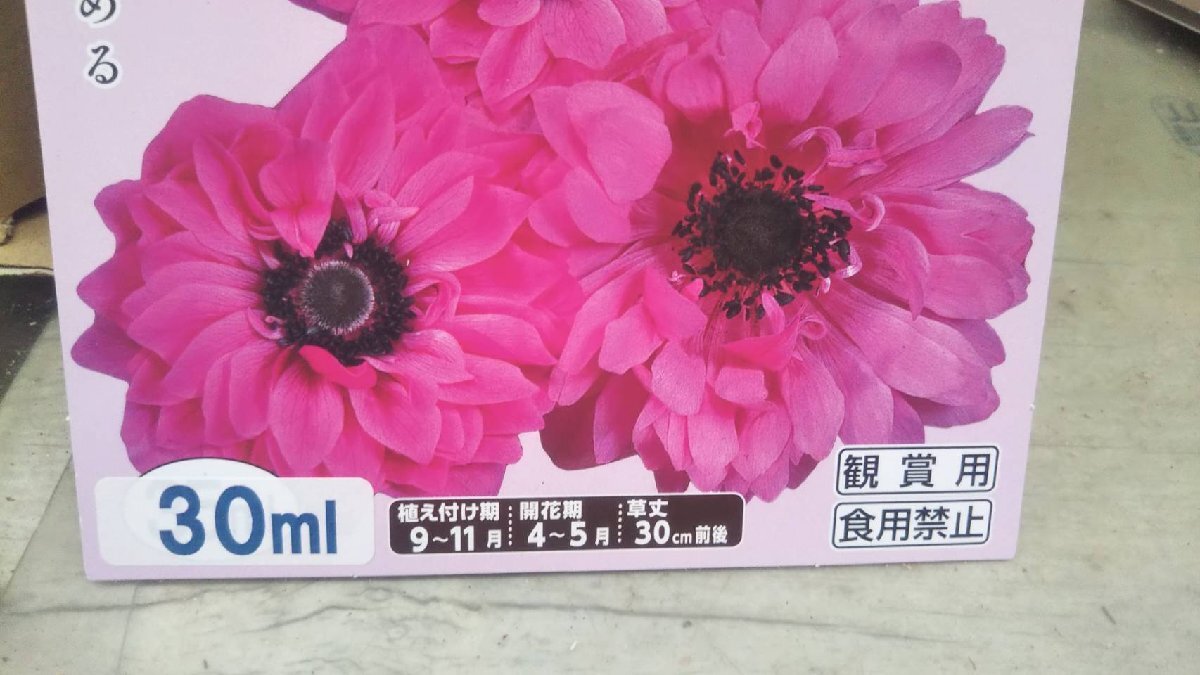 める
30ml
植え付け期 開花期 草丈
9～11月 4～5月 30cm前後
観賞用
食用禁止